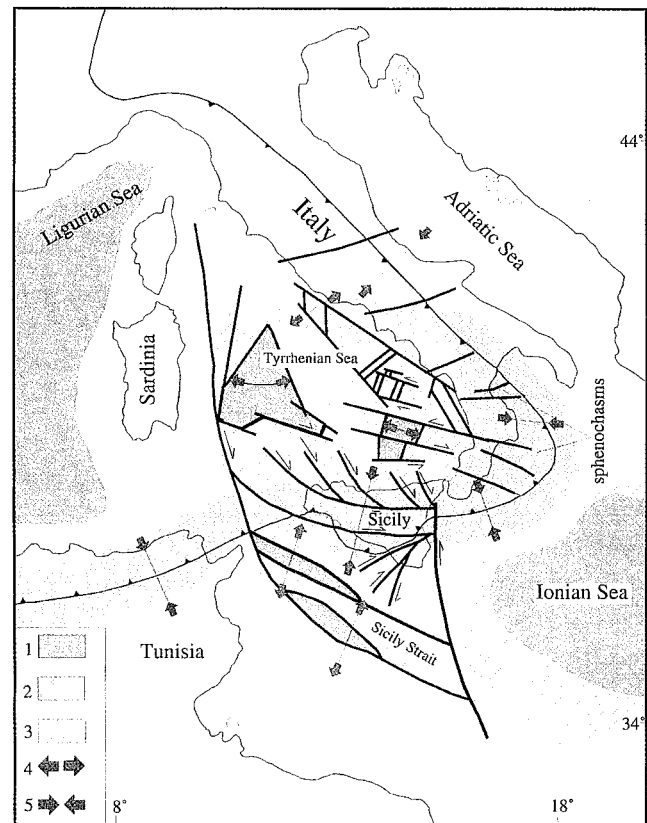 44°
Ligurian Sea
Italy
Adriatic Sea
Sardinia
Tyrrhenian Sea
sphenochasms
Sicily
Ionian Sea
Tunisia
Sicily Strait
34°
1
2
3
4
5
8°
18°